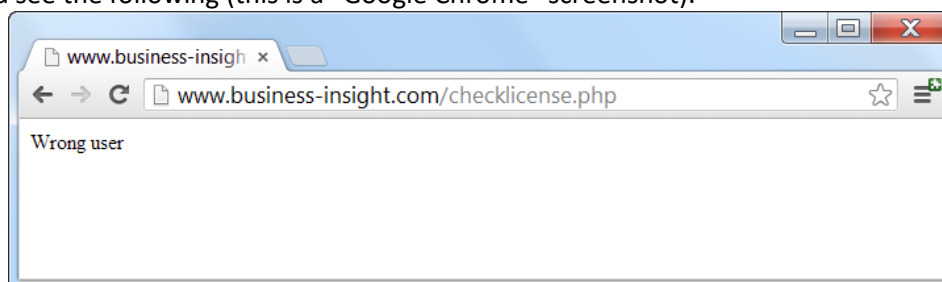 d see the following (this is a "Google Chrome" screenshot):
www.business-insigh
www.business-insight.com/checklicense.php
Wrong user